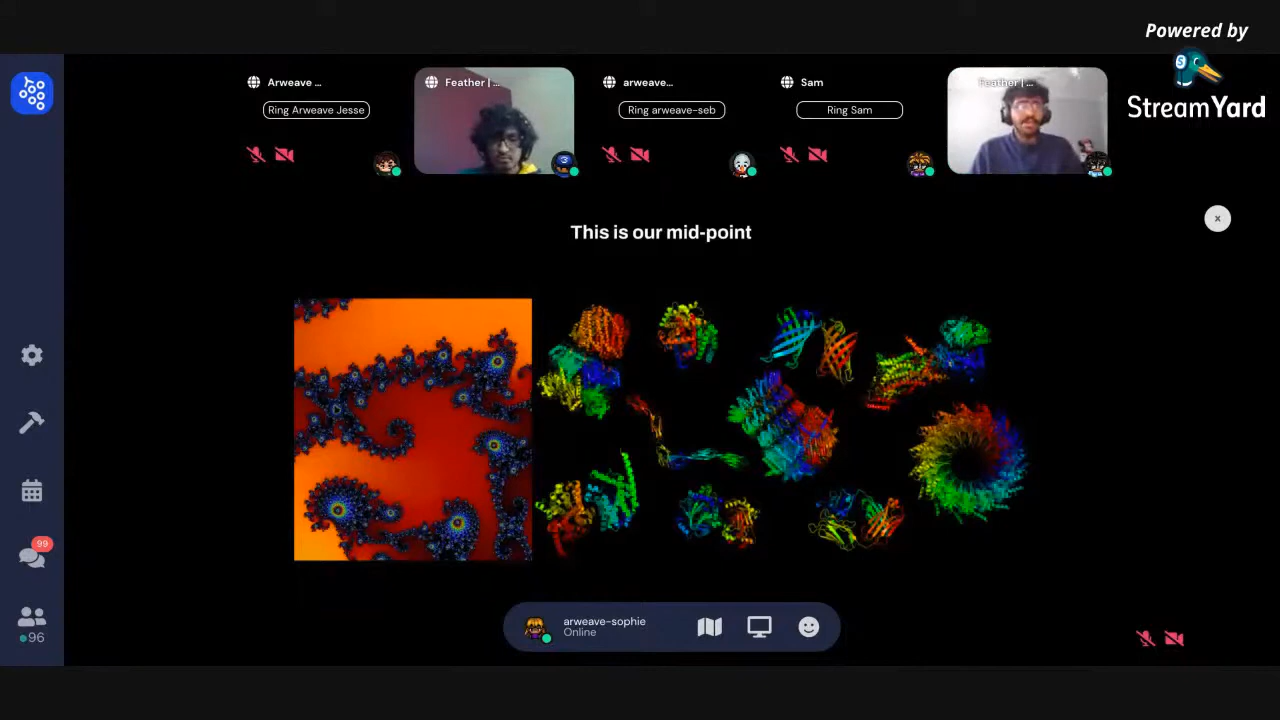 Powered by
StreamYard
Arweave ...
Ring Arweave Jesse
Feather | ...
arweave...
Ring arweave-seb
Sam
Ring Sam
Feather | ...
This is our mid-point
×
99
96
arweave-sophie
Online